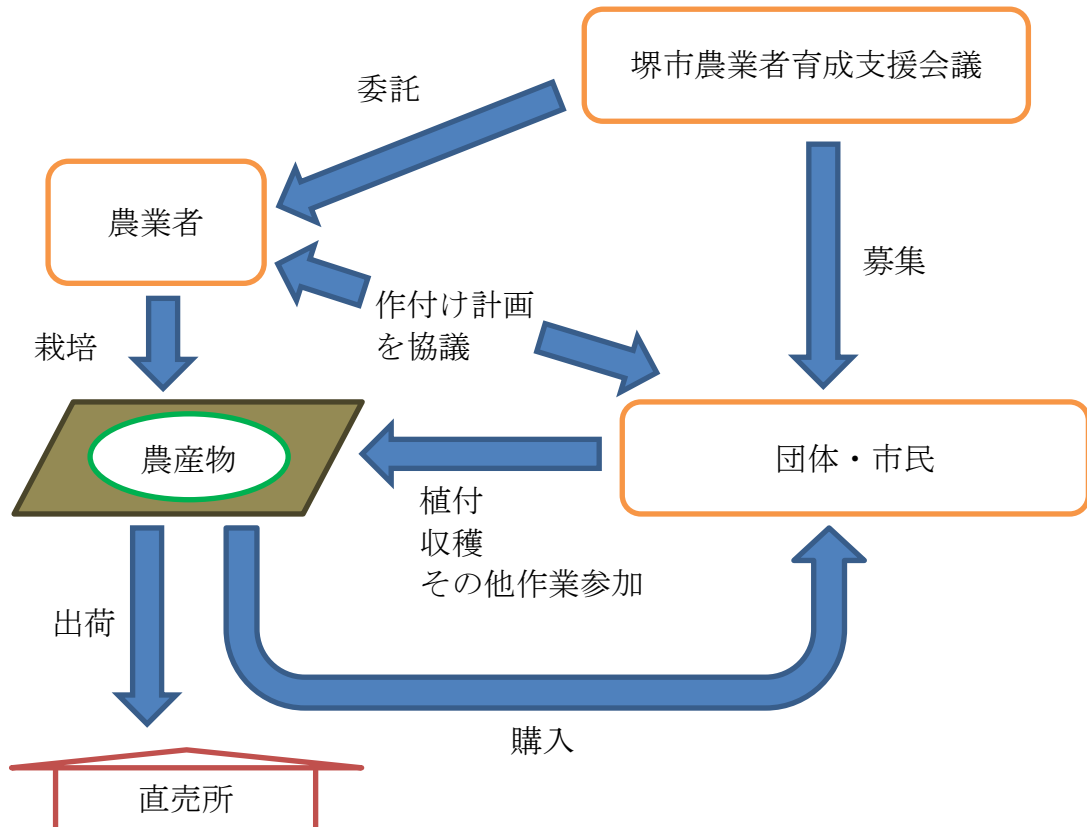 堺市農業者育成支援会議
委託
農業者
募集
作付け計画
を協議
栽培
農産物
団体・市民
植付
収穫
その他作業参加
出荷
購入
直売所